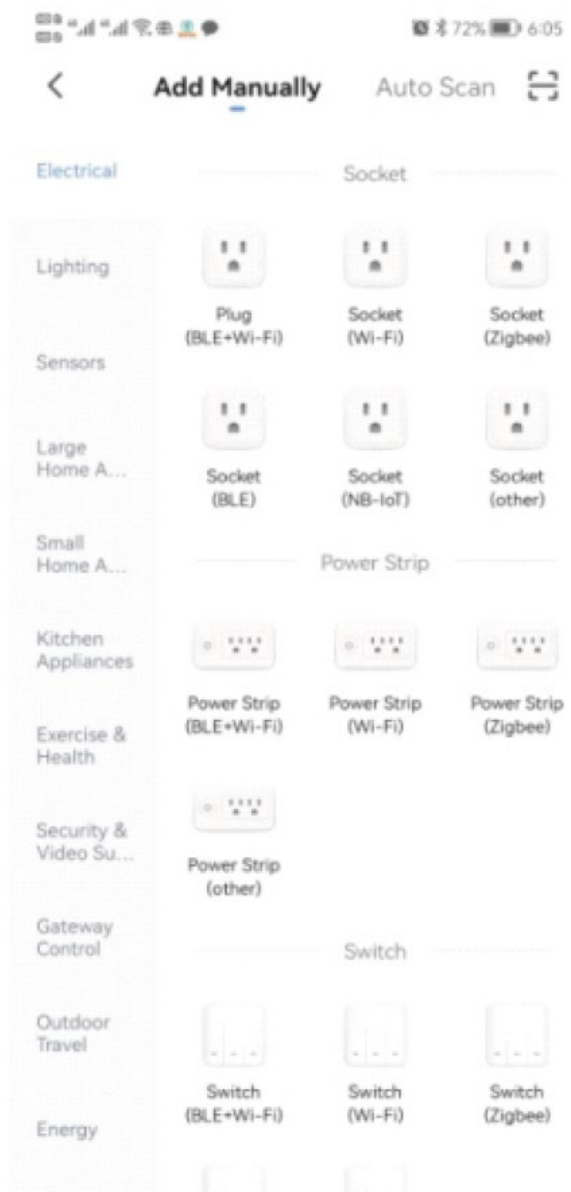 72% 6:05
Add Manually Auto Scan
Electrical
Lighting
Sensors
Large
Home A...
Small
Home A...
Kitchen
Appliances
Exercise &
Health
Security &
Video Su...
Gateway
Control
Outdoor
Travel
Energy
Socket
Plug
(BLE+Wi-Fi)
Socket
(Wi-Fi)
Socket
(Zigbee)
Socket
(BLE)
Socket
(NB-IoT)
Socket
(other)
Power Strip
Power Strip
(BLE+Wi-Fi)
Power Strip
(Wi-Fi)
Power Strip
(Zigbee)
Power Strip
(other)
Switch
Switch
(BLE+Wi-Fi)
Switch
(Wi-Fi)
Switch
(Zigbee)